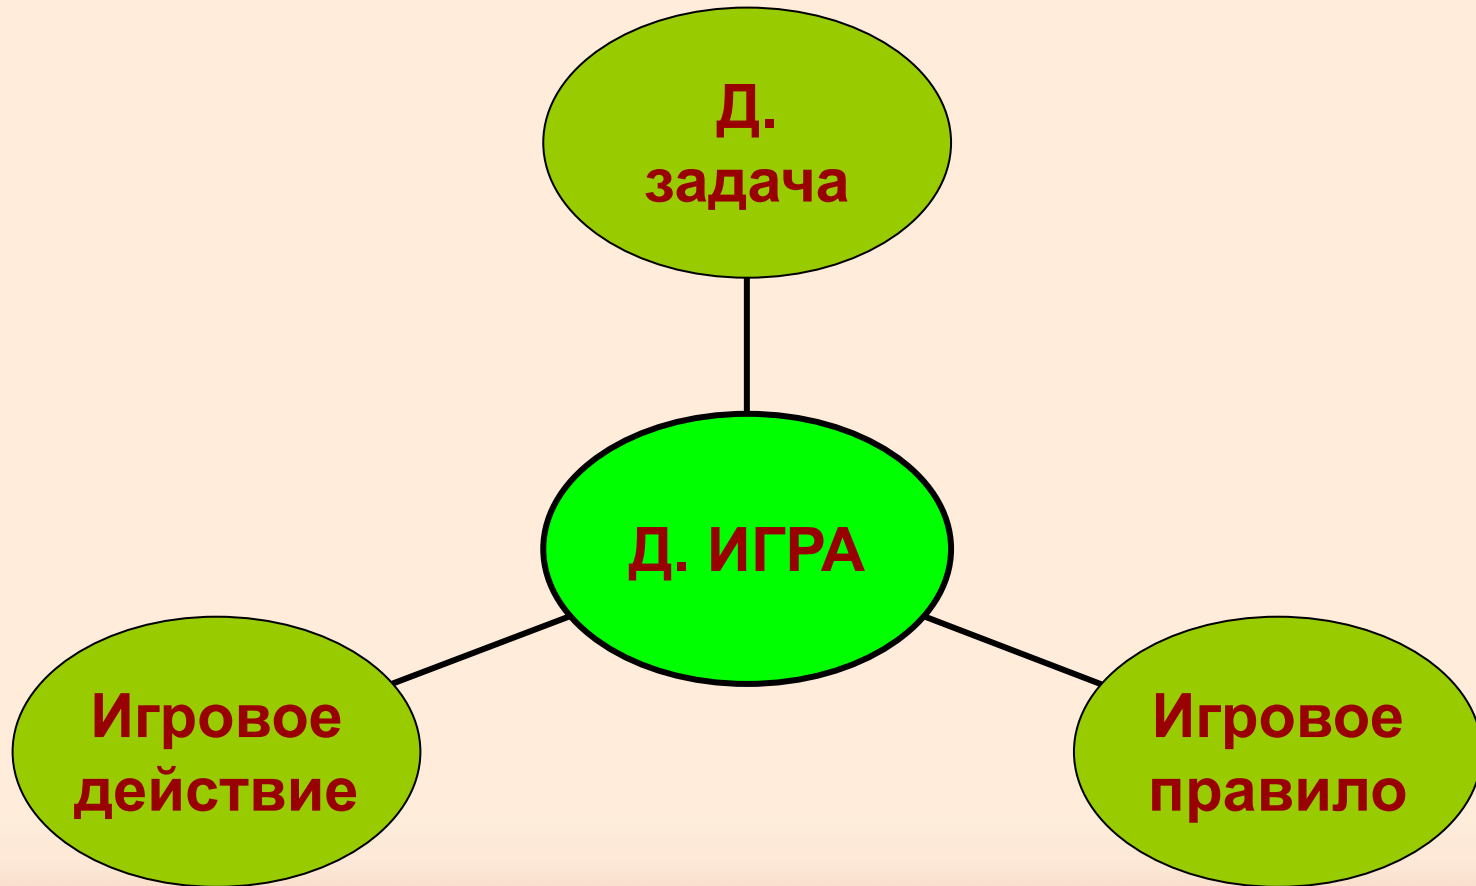 Д.
задача
Д. ИГРА
Игровое
действие
Игровое
правило